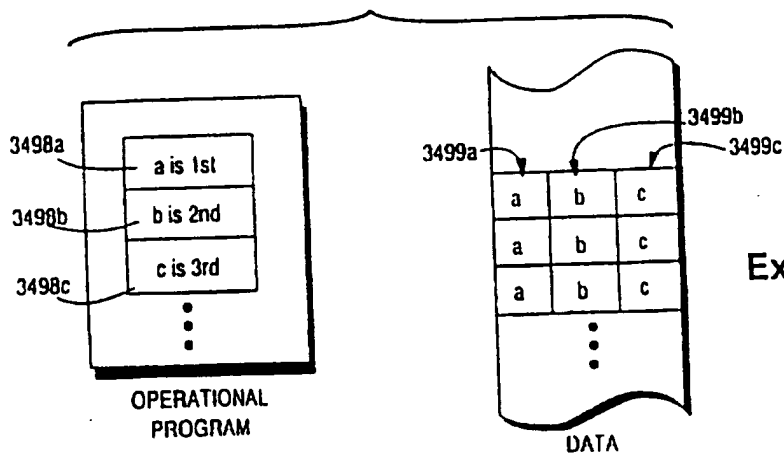 3498a
a is 1st
3498b
b is 2nd
3498c
c is 3rd
OPERATIONAL
PROGRAM
3499a
3499b
3499c
a b c
a b c
a b c
DATA
Ex